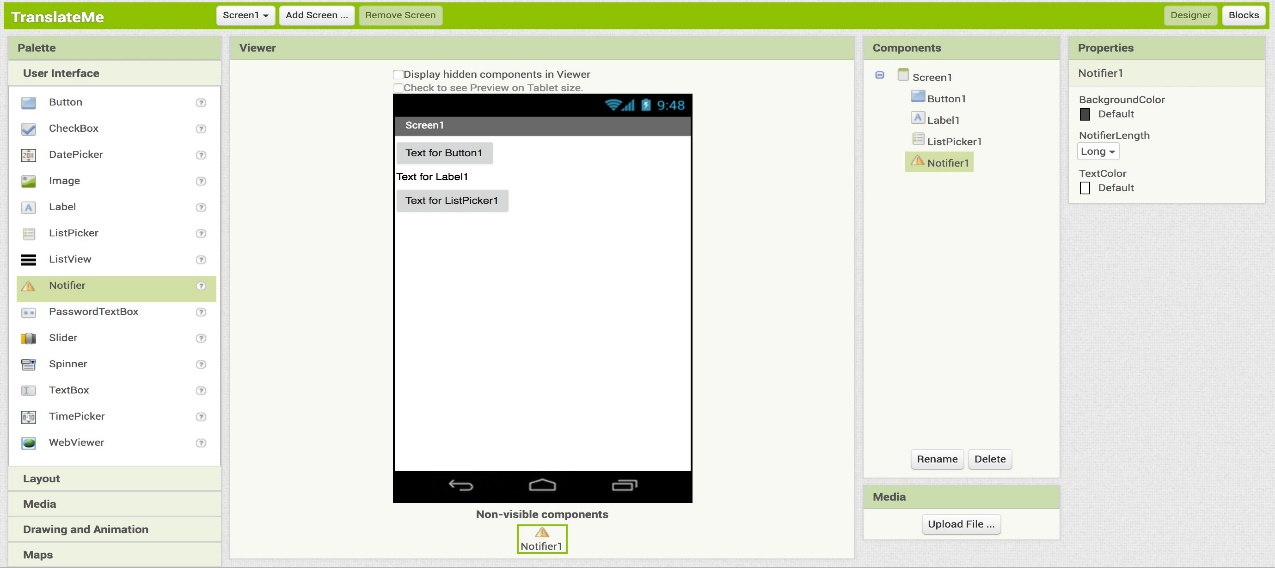 TranslateMe Screen1 Add Screen ... Remove Screen Designer Blocks
Palette
User Interface
Button ?
CheckBox ?
DatePicker ?
Image ?
Label ?
ListPicker ?
ListView ?
Notifier ?
PasswordTextBox ?
Slider ?
Spinner ?
TextBox ?
TimePicker ?
WebViewer ?
Layout
Media
Drawing and Animation
Maps
Viewer
Display hidden components in Viewer
Check to see Preview on Tablet size.
9:48
Screen1
Text for Button1
Text for Label1
Text for ListPicker1
Non-visible components
Notifier1
Components
Screen1
Button1
Label1
ListPicker1
Notifier1
Rename Delete
Media
Upload File ...
Properties
Notifier1
BackgroundColor
Default
NotifierLength
Long
TextColor
Default